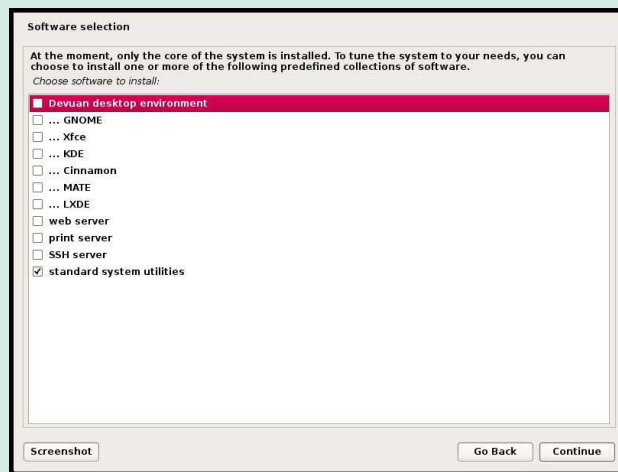 Software selection
At the moment, only the core of the system is installed. To tune the system to your needs, you can
choose to install one or more of the following predefined collections of software.
Choose software to install:
Devuan desktop environment
... GNOME
... Xfce
... KDE
... Cinnamon
... MATE
... LXDE
web server
print server
SSH server
standard system utilities
Screenshot
Go Back
Continue